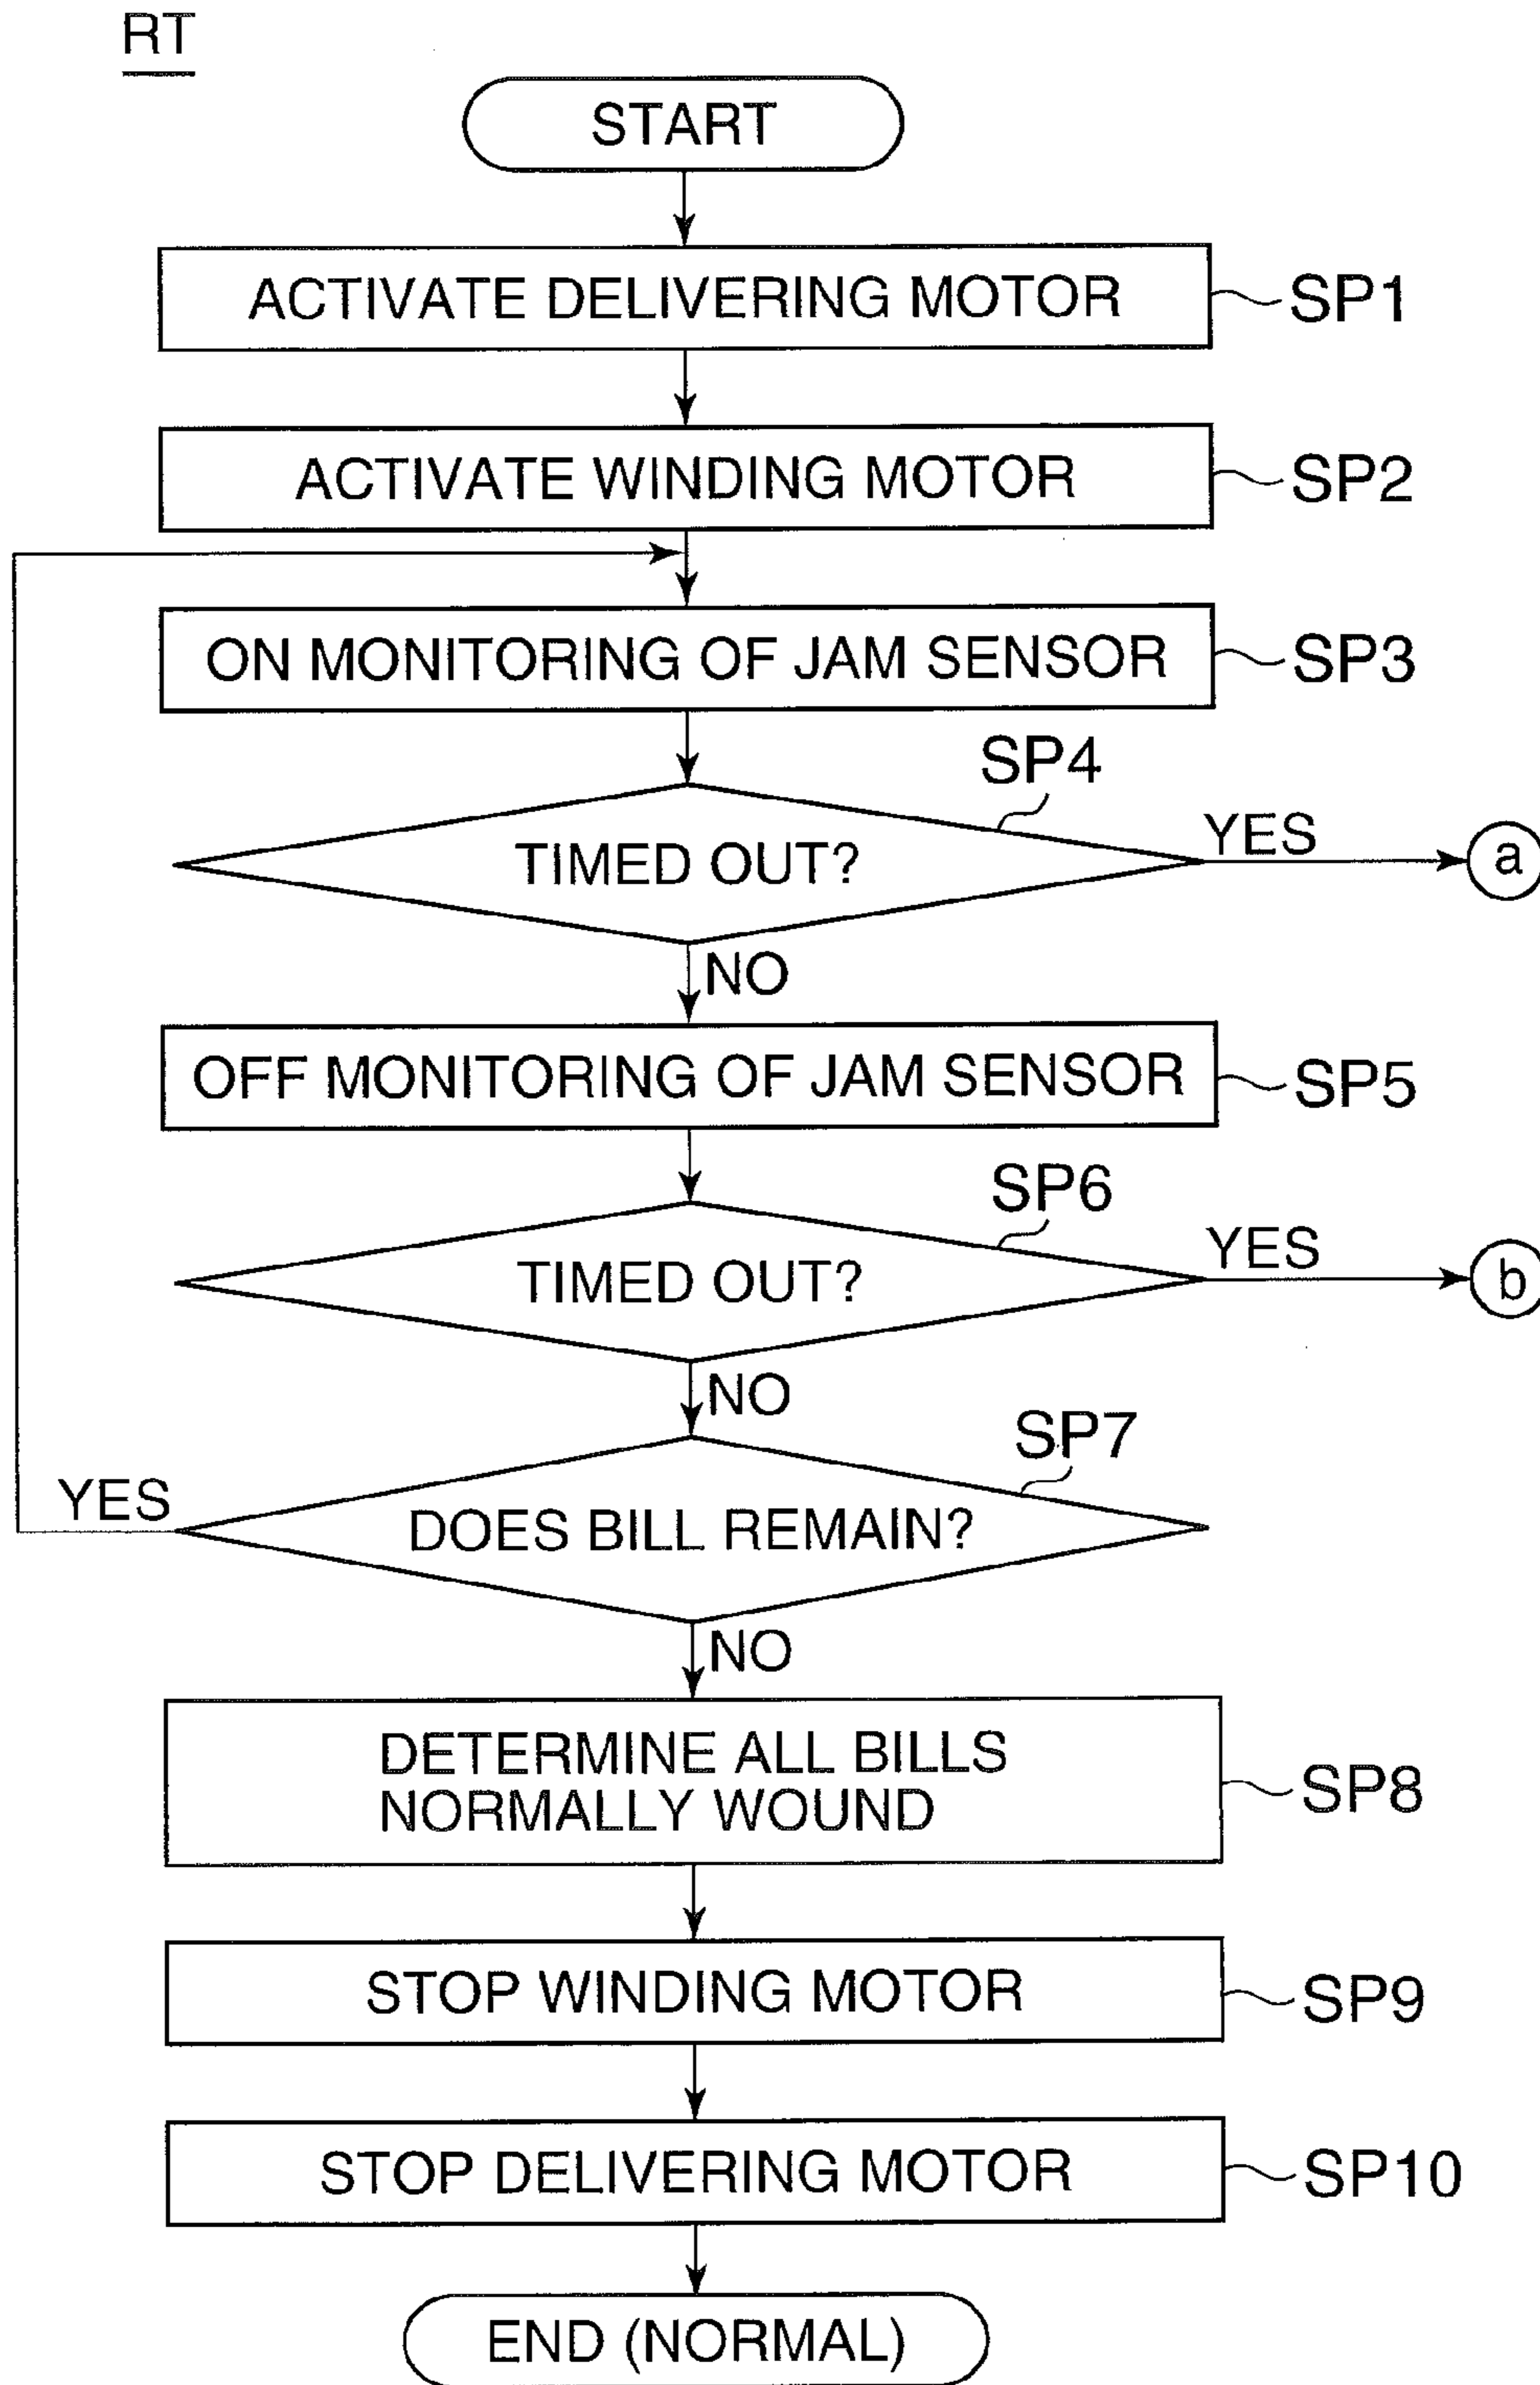 RT
START
ACTIVATE DELIVERING MOTOR
SP1
ACTIVATE WINDING MOTOR
SP2
ON MONITORING OF JAM SENSOR
SP3
SP4
TIMED OUT?
YES
a
NO
OFF MONITORING OF JAM SENSOR
SP5
SP6
TIMED OUT?
YES
b
NO
SP7
YES
DOES BILL REMAIN?
NO
DETERMINE ALL BILLS
NORMALLY WOUND
SP8
STOP WINDING MOTOR
SP9
STOP DELIVERING MOTOR
SP10
END (NORMAL)